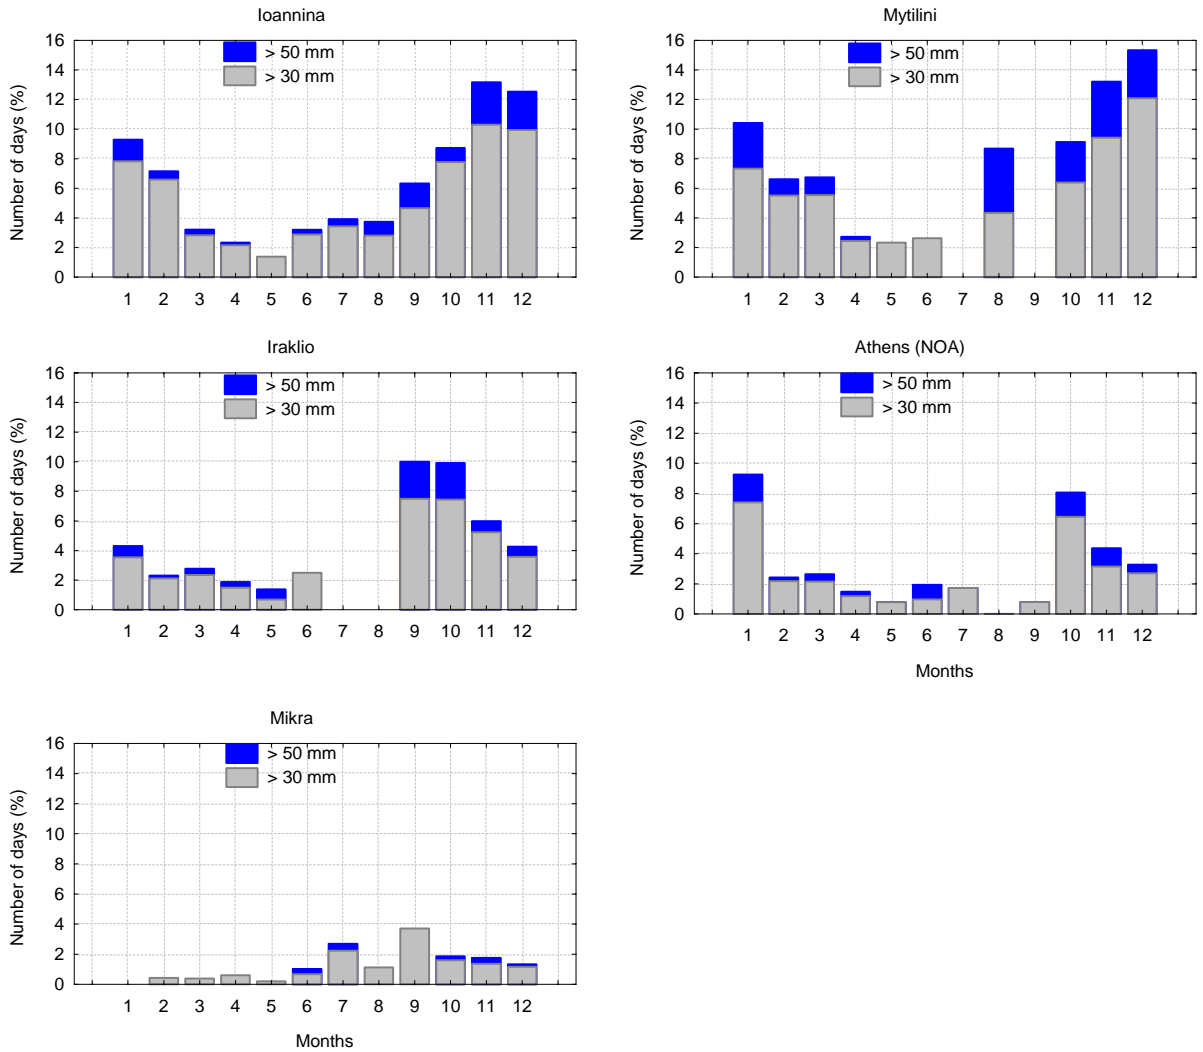 Ioannina
> 50 mm
> 30 mm
Number of days (%)
16
14
12
10
8
6
4
2
0
1 2 3 4 5 6 7 8 9 10 11 12
Mytilini
> 50 mm
> 30 mm
Number of days (%)
16
14
12
10
8
6
4
2
0
1 2 3 4 5 6 7 8 9 10 11 12
Iraklio
> 50 mm
> 30 mm
Number of days (%)
16
14
12
10
8
6
4
2
0
1 2 3 4 5 6 7 8 9 10 11 12
Athens (NOA)
> 50 mm
> 30 mm
Number of days (%)
16
14
12
10
8
6
4
2
0
1 2 3 4 5 6 7 8 9 10 11 12
Months
Mikra
> 50 mm
> 30 mm
Number of days (%)
16
14
12
10
8
6
4
2
0
1 2 3 4 5 6 7 8 9 10 11 12
Months